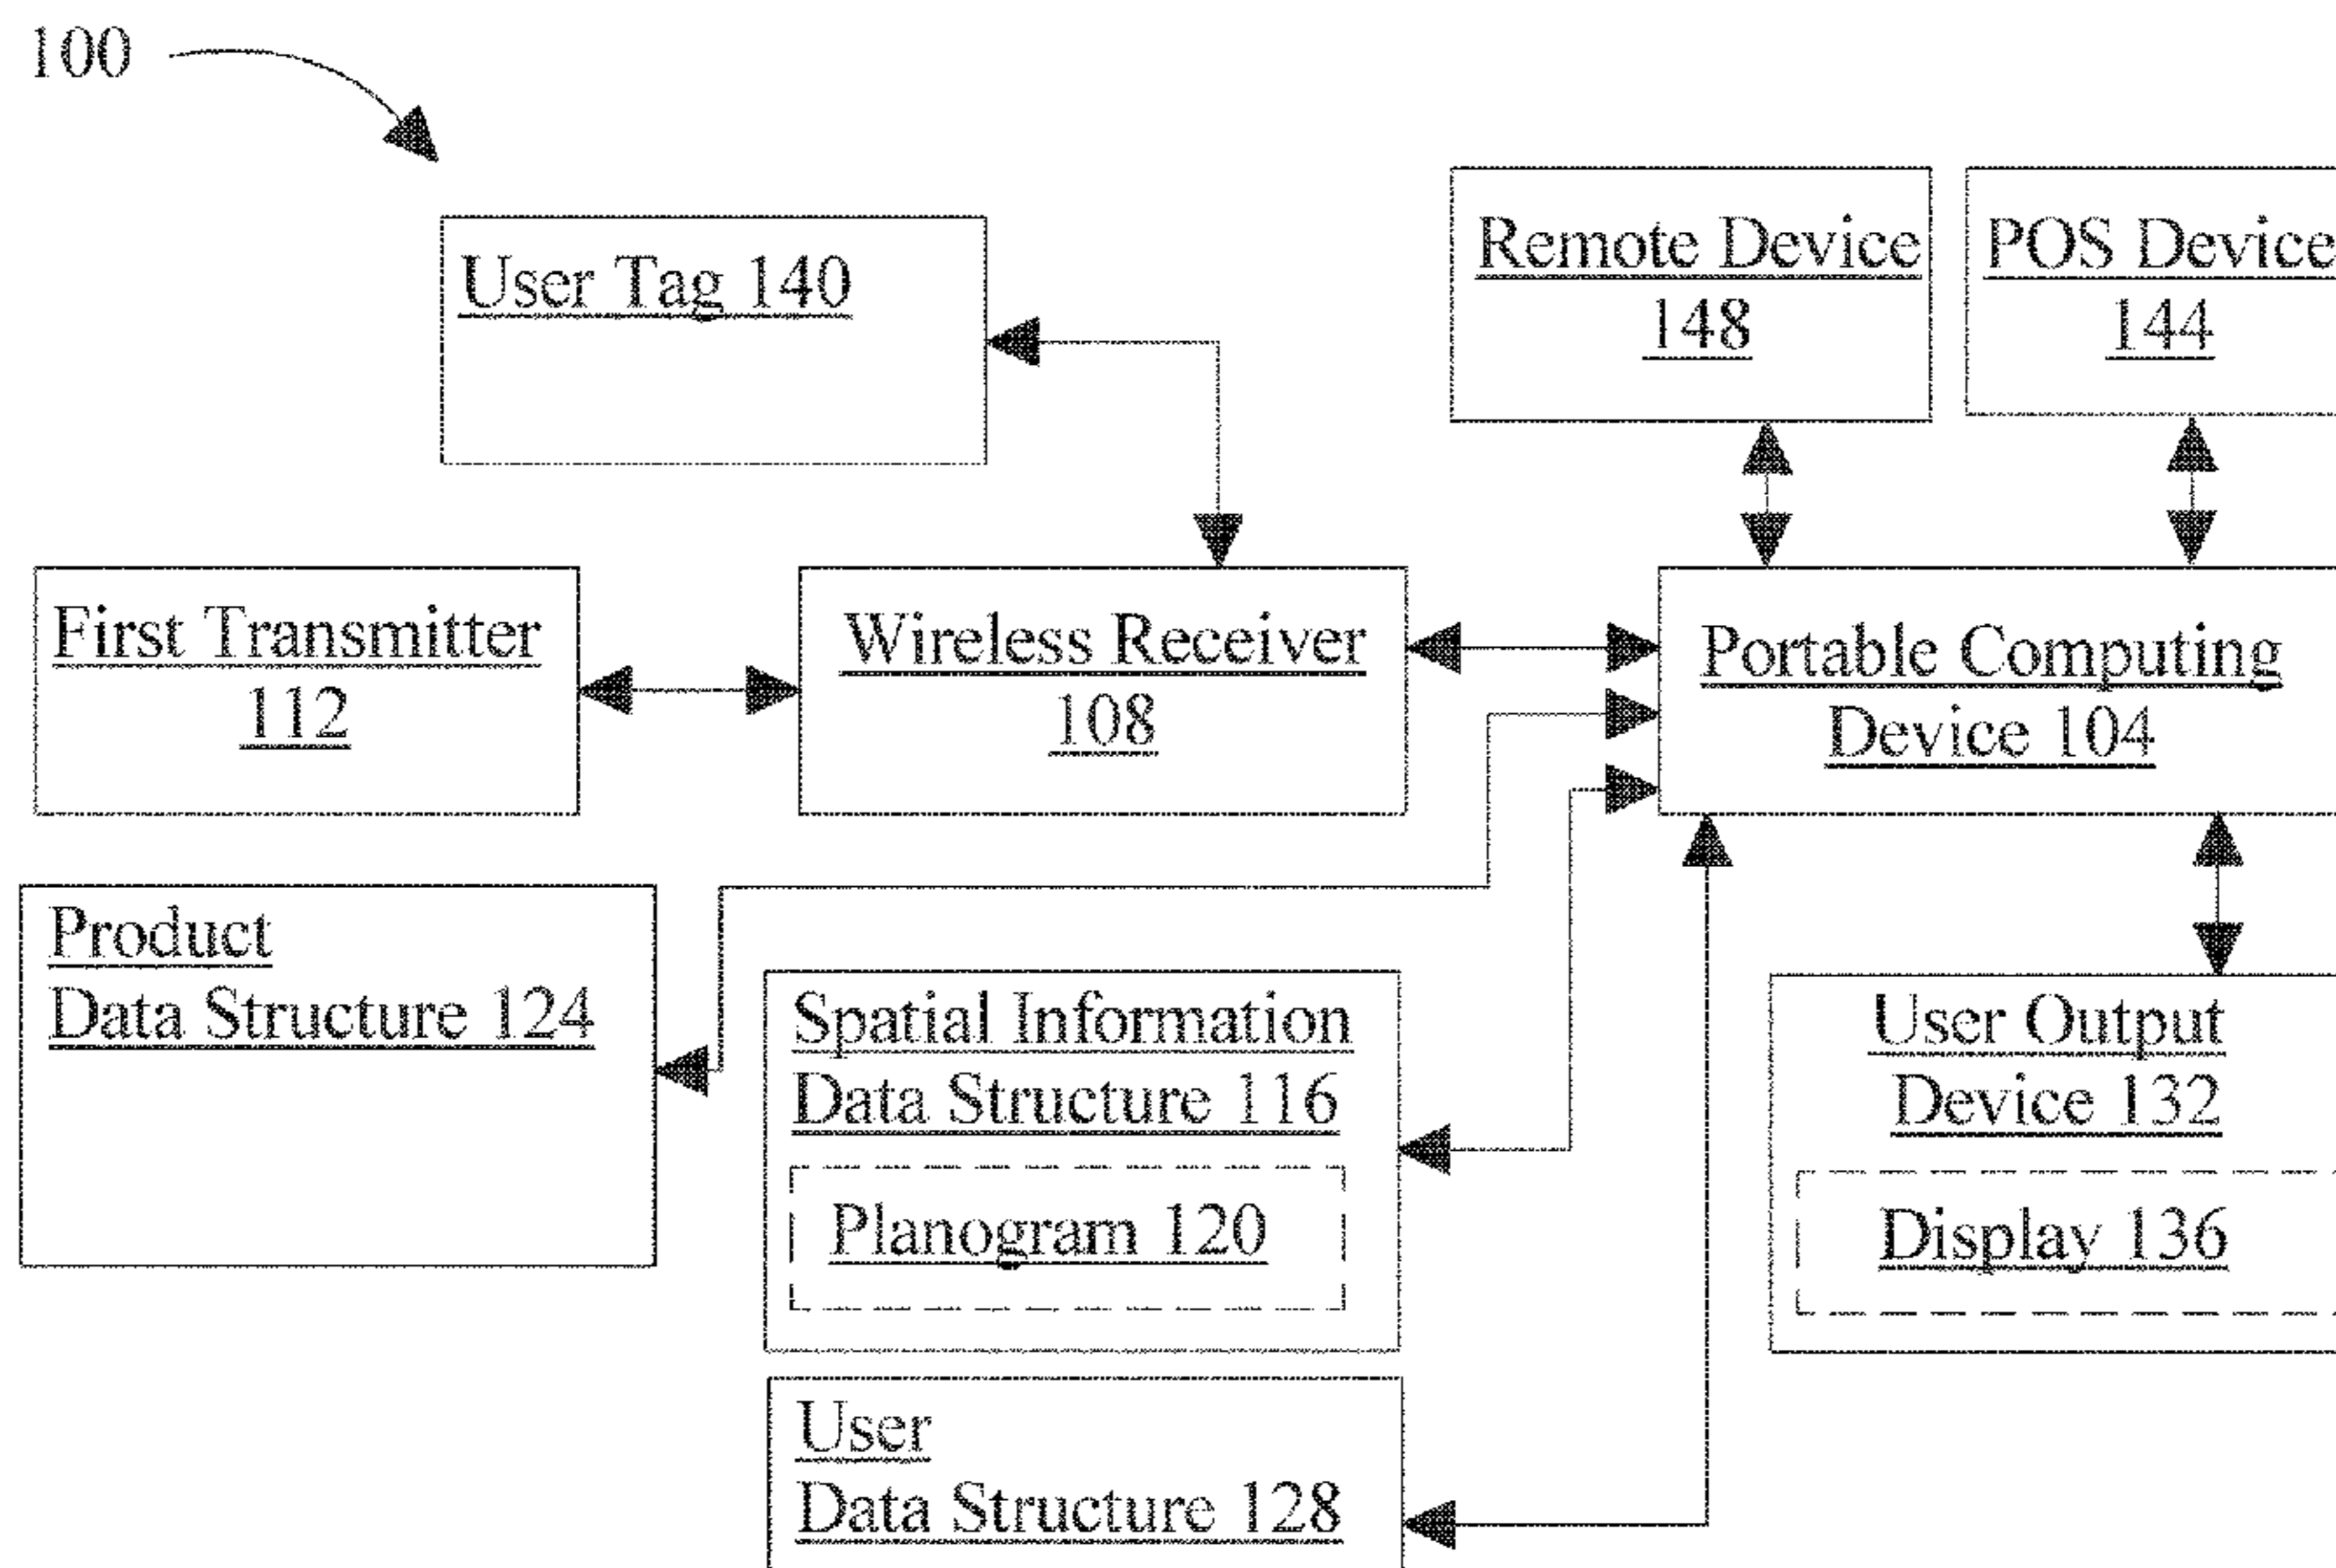 100
User Tag 140
Remote Device
148
POS Device
144
First Transmitter
112
Wireless Receiver
108
Portable Computing
Device 104
Product
Data Structure 124
Spatial Information
Data Structure 116
Planogram 120
User Output
Device 132
Display 136
User
Data Structure 128